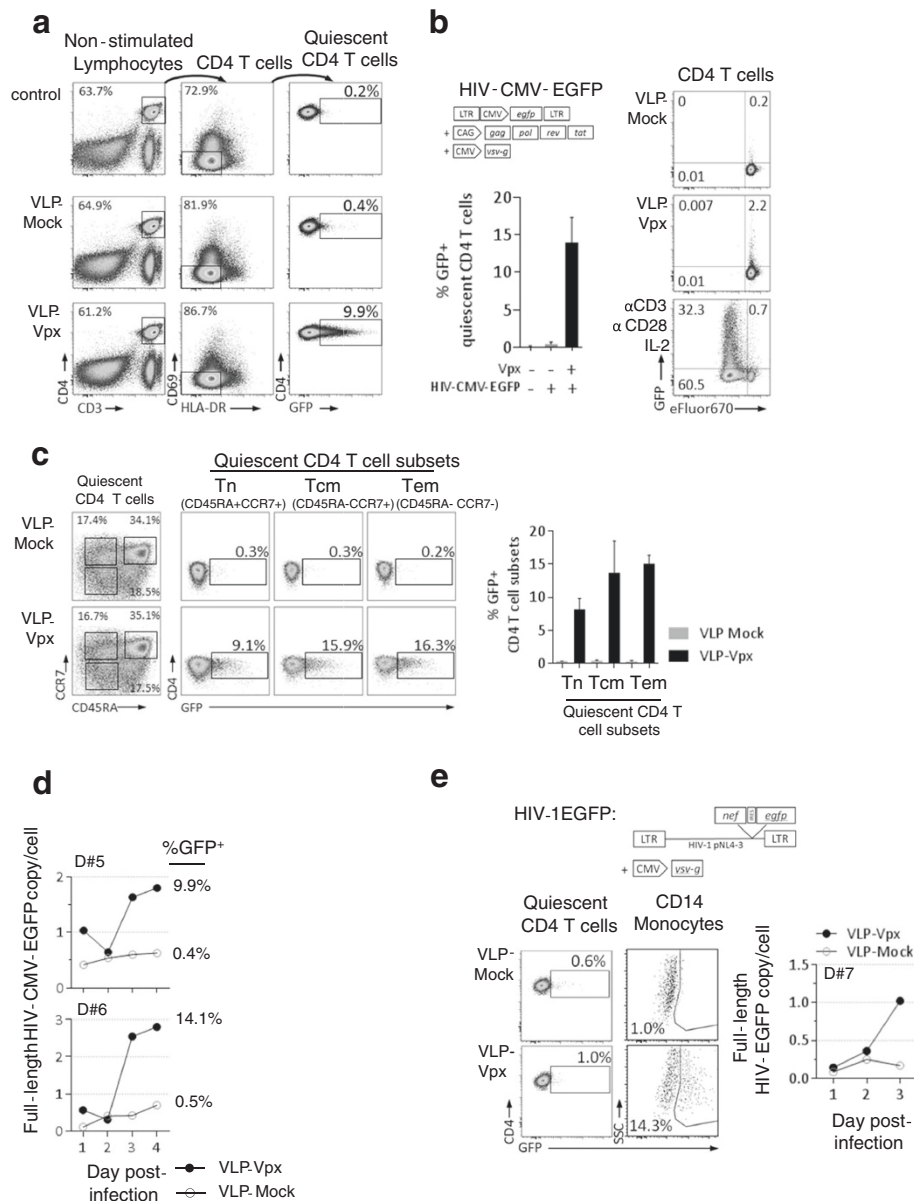 a
Non-stimulated Lymphocytes
CD4 T cells
Quiescent CD4 T cells
control
63.7%
72.9%
0.2%
VLP-Mock
64.9%
81.9%
0.4%
VLP-Vpx
61.2%
86.7%
9.9%
CD4
CD69
CD4
CD3
HLA-DR
GFP
b
HIV-CMV-EGFP
LTR CMV egfp LTR
+ CAG gag pol rev tat
+ CMV vsv-g
% GFP+ quiescent CD4 T cells
20
15
10
5
0
Vpx - - +
HIV-CMV-EGFP - + +
CD4 T cells
VLP-Mock
0
0.2
0.01
VLP-Vpx
0.007
2.2
0.01
αCD3
α CD28
IL-2
32.3
0.7
60.5
GFP
eFluor670
c
Quiescent CD4 T cells
Quiescent CD4 T cell subsets
Tn
Tcm
Tem
(CD45RA+CCR7+)
(CD45RA-CCR7+)
(CD45RA- CCR7-)
VLP-Mock
17.4%
34.1%
18.5%
0.3%
0.3%
0.2%
VLP-Vpx
16.7%
35.1%
17.5%
9.1%
15.9%
16.3%
CCR7
CD45RA
CD4
GFP
% GFP+ CD4 T cell subsets
20
15
10
5
0
Tn Tcm Tem
Quiescent CD4 T cell subsets
VLP Mock
VLP-Vpx
d
Full-length HIV-CMV-EGFP copy/cell
%GFP+
D#5
2
1
0
9.9%
0.4%
D#6
3
2
1
0
14.1%
0.5%
1 2 3 4
Day post-infection
VLP-Vpx
VLP-Mock
e
HIV-1EGFP:
nef egfp
LTR HIV-1 pNL4-3 LTR
+ CMV vsv-g
Quiescent CD4 T cells
CD14 Monocytes
VLP-Mock
0.6%
1.0%
VLP-Vpx
1.0%
14.3%
CD4
SSC
GFP
VLP-Vpx
VLP-Mock
Full-length HIV-EGFP copy/cell
D#7
1.5
1.0
0.5
0.0
1 2 3
Day post-infection